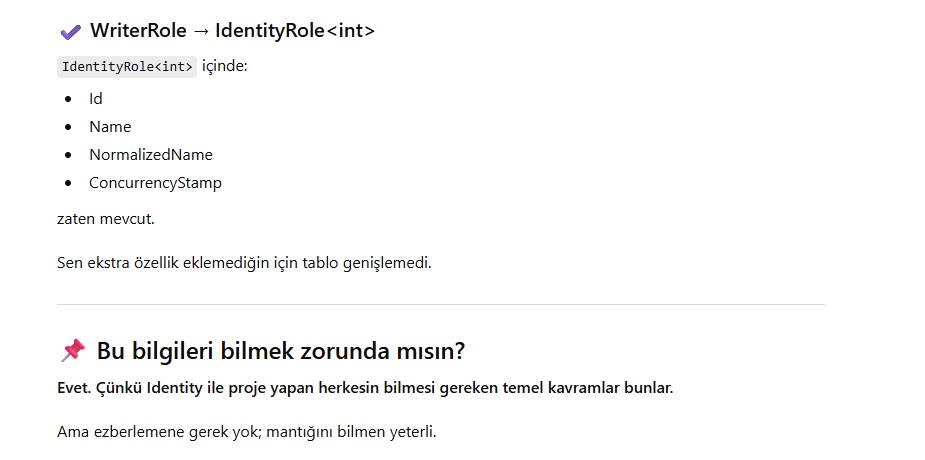 WriterRole → IdentityRole<int>
IdentityRole<int> içinde:
Id
Name
NormalizedName
ConcurrencyStamp
zaten mevcut.
Sen ekstra özellik eklemediğin için tablo genişlemedi.
Bu bilgileri bilmek zorunda mısın?
Evet. Çünkü Identity ile proje yapan herkesin bilmesi gereken temel kavramlar bunlar.
Ama ezberlemene gerek yok; mantığını bilmen yeterli.